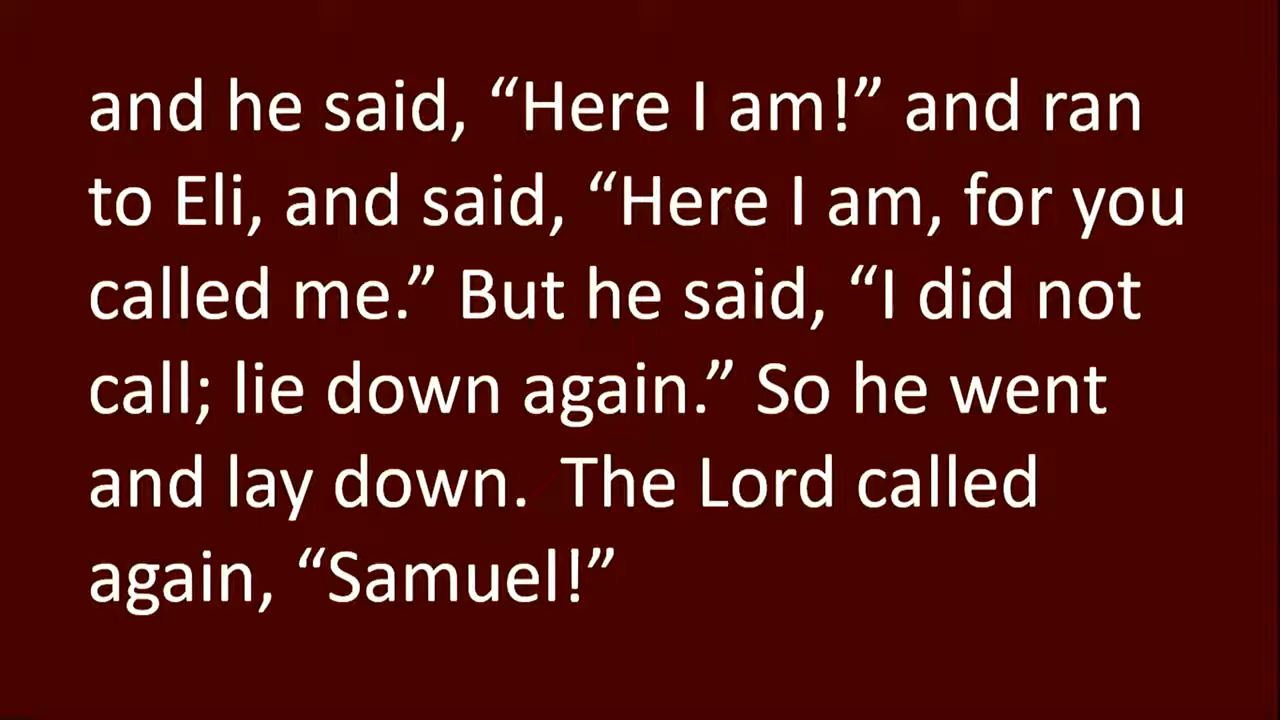 and he said, “Here I am!” and ran
to Eli, and said, “Here I am, for you
called me.” But he said, “I did not
call; lie down again.” So he went
and lay down.  The Lord called
again, “Samuel!”